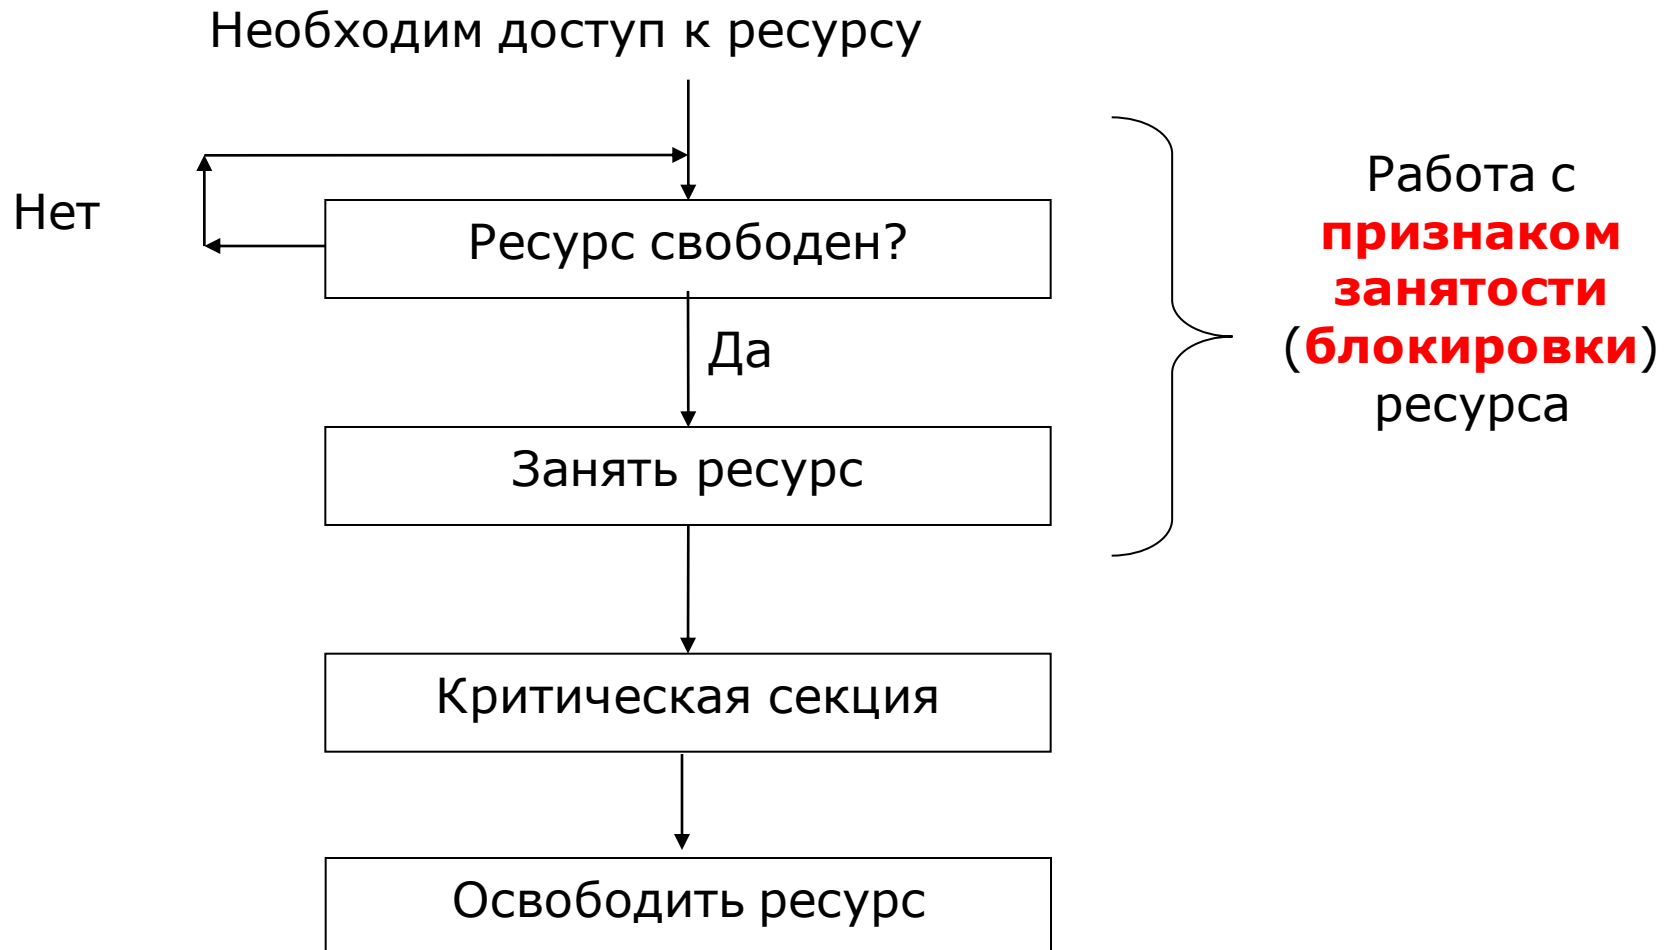 Необходим доступ к ресурсу
Нет
Ресурс свободен?
Да
Занять ресурс
Критическая секция
Освободить ресурс
Работа с
признаком
занятости
(блокировки)
ресурса